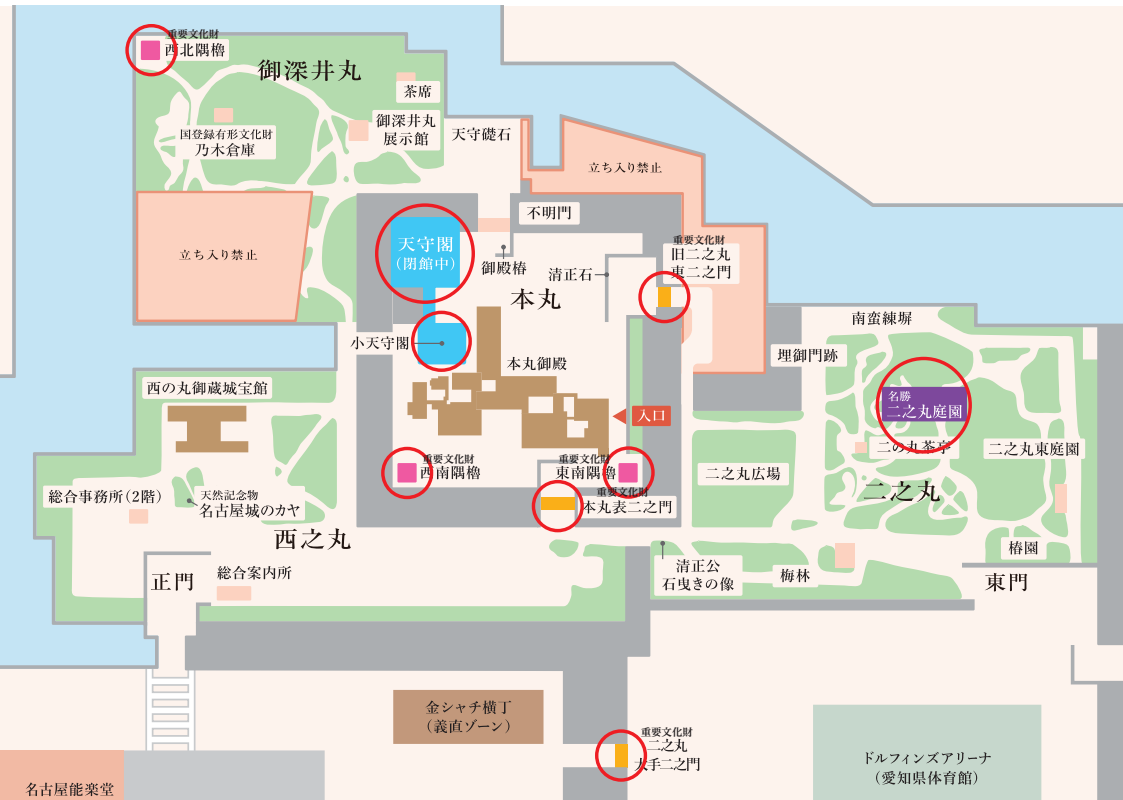 重要文化財
西北隅櫓
御深井丸
茶席
国登録有形文化財
乃木倉庫
御深井丸
展示館
天守礎石
立ち入り禁止
不明門
立ち入り禁止
天守閣
(閉館中)
御殿椿
清正石
重要文化財
旧二之丸
東二之門
本丸
小天守閣
本丸御殿
南蛮練塀
埋御門跡
西の丸御蔵城宝館
入口
名勝
二之丸庭園
二の丸茶亭
二之丸東庭園
重要文化財
西南隅櫓
重要文化財
東南隅櫓
二之丸広場
二之丸
総合事務所(2階)
天然記念物
名古屋城のカヤ
重要文化財
本丸表二之門
西之丸
椿園
正門
総合案内所
清正公
石曳きの像
梅林
東門
金シャチ横丁
(義直ゾーン)
重要文化財
二之丸
大手二之門
ドルフィンズアリーナ
(愛知県体育館)
名古屋能楽堂